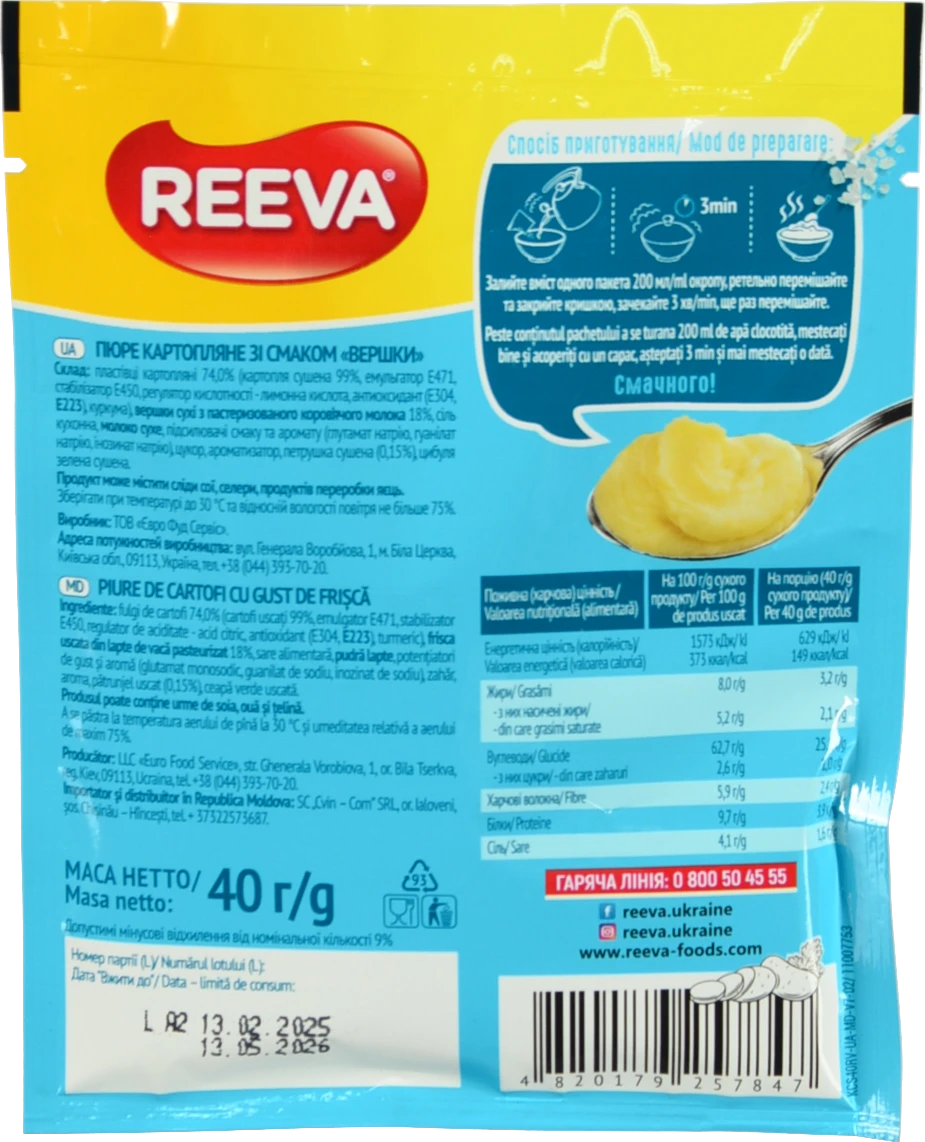 REEVA®
Спосіб приготування/ Mod de preparare:
3min
Залийте вміст одного пакета 200 мл/ml окропу, ретельно перемішайте
та закрийте кришкою, зачекайте 3 хв/min, ще раз перемішайте.
Peste conținutul pachetului a se turana 200 ml de apă clocotită, mestecați
bine și acoperiți cu un capac, așteptați 3 min și mai mestecați o dată.
Смачного!
UA ПЮРЕ КАРТОПЛЯНЕ ЗІ СМАКОМ «ВЕРШКИ»
Склад: пластівці картопляні 74,0% (картопля сушена 99%, емульгатор Е471,
стабілізатор Е450, регулятор кислотності - лимонна кислота, антиоксидант (Е304,
Е223), куркума), вершки сухі з пастеризованого коров'ячого молока 18%, сіль
кухонна, молоко сухе, підсилювачі смаку та аромату (глутамат натрію, гуанілат
натрію, інозинат натрію), цукор, ароматизатор, петрушка сушена (0,15%), цибуля
зелена сушена.
Продукт може містити сліди сої, селери, продуктів переробки яєць.
Зберігати при температурі до 30 °С та відносній вологості повітря не більше 75%.
Виробник: ТОВ «Євро Фуд Сервіс».
Адреса потужностей виробництва: вул. Генерала Воробйова, 1, м. Біла Церква,
Київська обл., 09113, Україна, тел. +38 (044) 393-70-20.
MD PIURE DE CARTOFI CU GUST DE FRIȘCĂ
Ingrediente: fulgi de cartofi 74,0% (cartofi uscați 99%, emulgator E471, stabilizator
E450, regulator de aciditate - acid citric, antioxidant (E304, E223), turmeric), frișca
uscata din lapte de vacă pasteurizat 18%, sare alimentară, pudră lapte, potențiatori
de gust și aromă (glutamat monosodic, guanilat de sodiu, inozinat de sodiu), zahăr,
aroma, pătrunjel uscat (0,15%), ceapă verde uscată.
Produsul poate conține urme de soia, ouă și țelină.
A se păstra la temperatura aerului de pînă la 30 °C și umeditatea relativă a aerului
de maxim 75%.
Producător: LLC «Euro Food Service», str. Ghenerala Vorobiova, 1, or. Bila Tserkva,
reg. Kiev, 09113, Ucraina, tel. +38 (044) 393-70-20.
Importator și distribuitor în Republica Moldova: SC „Cvin – Com” SRL, or. Ialoveni,
șos. Chișinău – Hîncești, tel. + 37322573687.
Поживна (харчова) цінність/
Valoarea nutrițională (alimentară)
На 100 г/g сухого
продукту/ Per 100 g
de produs uscat
На порцію (40 г/g
сухого продукту)/
Per 40 g de produs
Енергетична цінність (калорійність)/ 1573 кДж/ kJ 629 кДж/ kJ
Valoarea energetică (valoarea calorică) 373 ккал/kcal 149 ккал/kcal
Жири/ Grasâmi 8,0 г/g 3,2 г/g
- з них насичені жири/
- din care grasimi saturate 5,2 г/g 2,1 г/g
Вуглеводи/ Glucide 62,7 г/g
- з них цукри/ - din care zaharuri 2,6 г/g
Харчові волокна/ Fibre 5,9 г/g 2,4 г/g
Білки/ Proteine 9,7 г/g
Сіль/ Sare 4,1 г/g 1,6 г/g
МАСА НЕТТО/
Masa netto:
40 г/g
93
Допустимі мінусові відхилення від номінальної кількості 9%
Номер партії (L)/ Numărul lotului (L):
Дата "Вжити до"/ Data – limită de consum:
L A2 13.02.2025
13.05.2026
ГАРЯЧА ЛІНІЯ: 0 800 50 45 55
reeva.ukraine
reeva.ukraine
www.reeva-foods.com
4 820179 257847
KCS40RV-UA-MD-V1-02/ 11007753